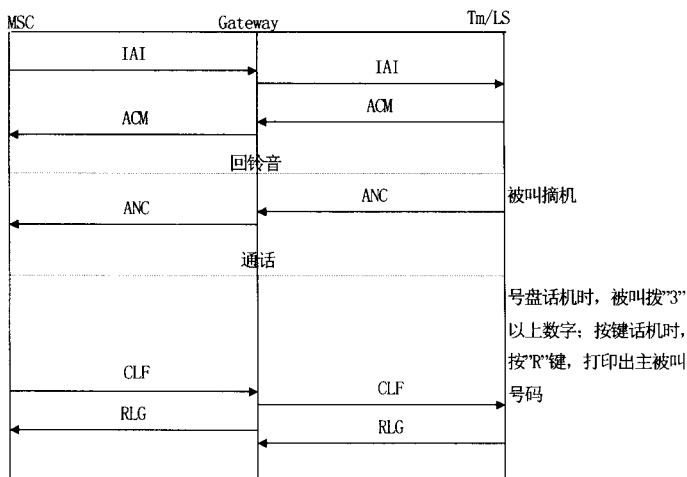 MSC Gateway Tm/LS
IAI
IAI
ACM
ACM
回铃音
ANC
ANC
被叫摘机
通话
号盘话机时，被叫拨”3”
以上数字；按键话机时，
按”R”键，打印出主被叫
号码
CLF
CLF
RLG
RLG